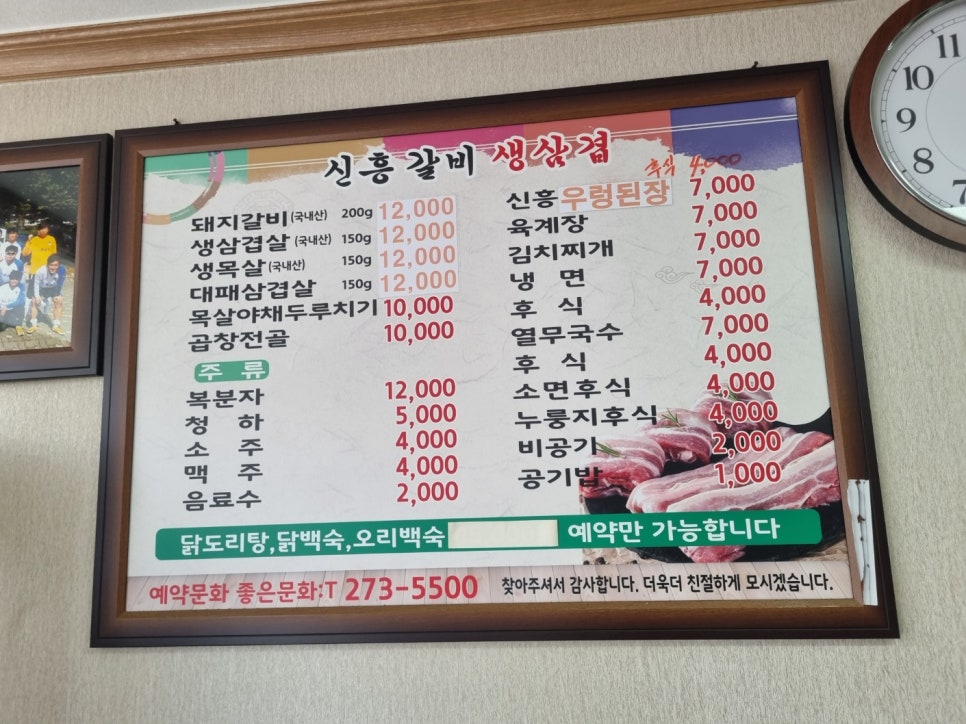 신흥갈비 생삼겹
돼지갈비(국내산) 200g 12,000
생삼겹살(국내산) 150g 12,000
생목살(국내산) 150g 12,000
대패삼겹살 150g 12,000
목살야채두루치기 10,000
곱창전골 10,000
주류
복분자 12,000
청하 5,000
소주 4,000
맥주 4,000
음료수 2,000
후식 4,000
신흥우렁된장 7,000
육계장 7,000
김치찌개 7,000
냉면 7,000
후식 4,000
열무국수 7,000
후식 4,000
소면후식 4,000
누룽지후식 4,000
비공기 2,000
공기밥 1,000
닭도리탕,닭백숙,오리백숙 예약만 가능합니다
예약문화 좋은문화:T 273-5500 찾아주셔서 감사합니다. 더욱더 친절하게 모시겠습니다.
11
10
9
8
7